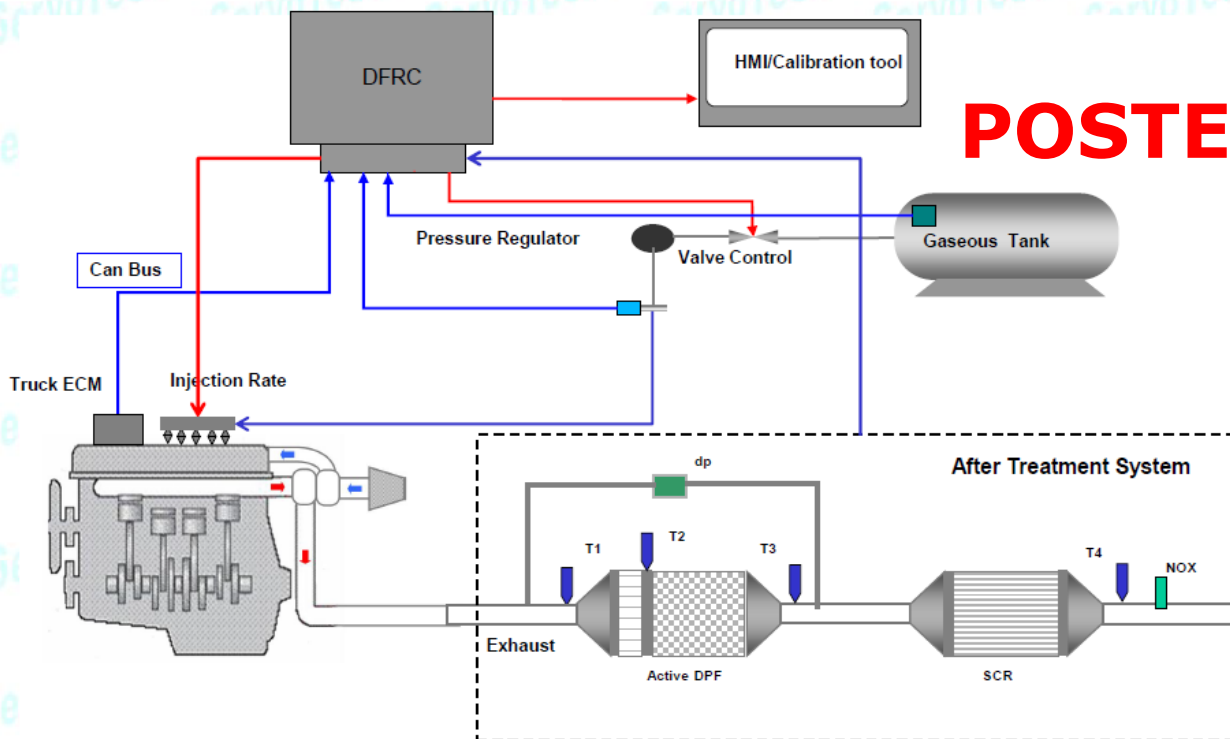 DFRC
HMI/Calibration tool
POSTE
Gaseous Tank
Pressure Regulator
Valve Control
Can Bus
Truck ECM
Injection Rate
After Treatment System
dp
T1
T2
T3
T4
NOX
Exhaust
Active DPF
SCR